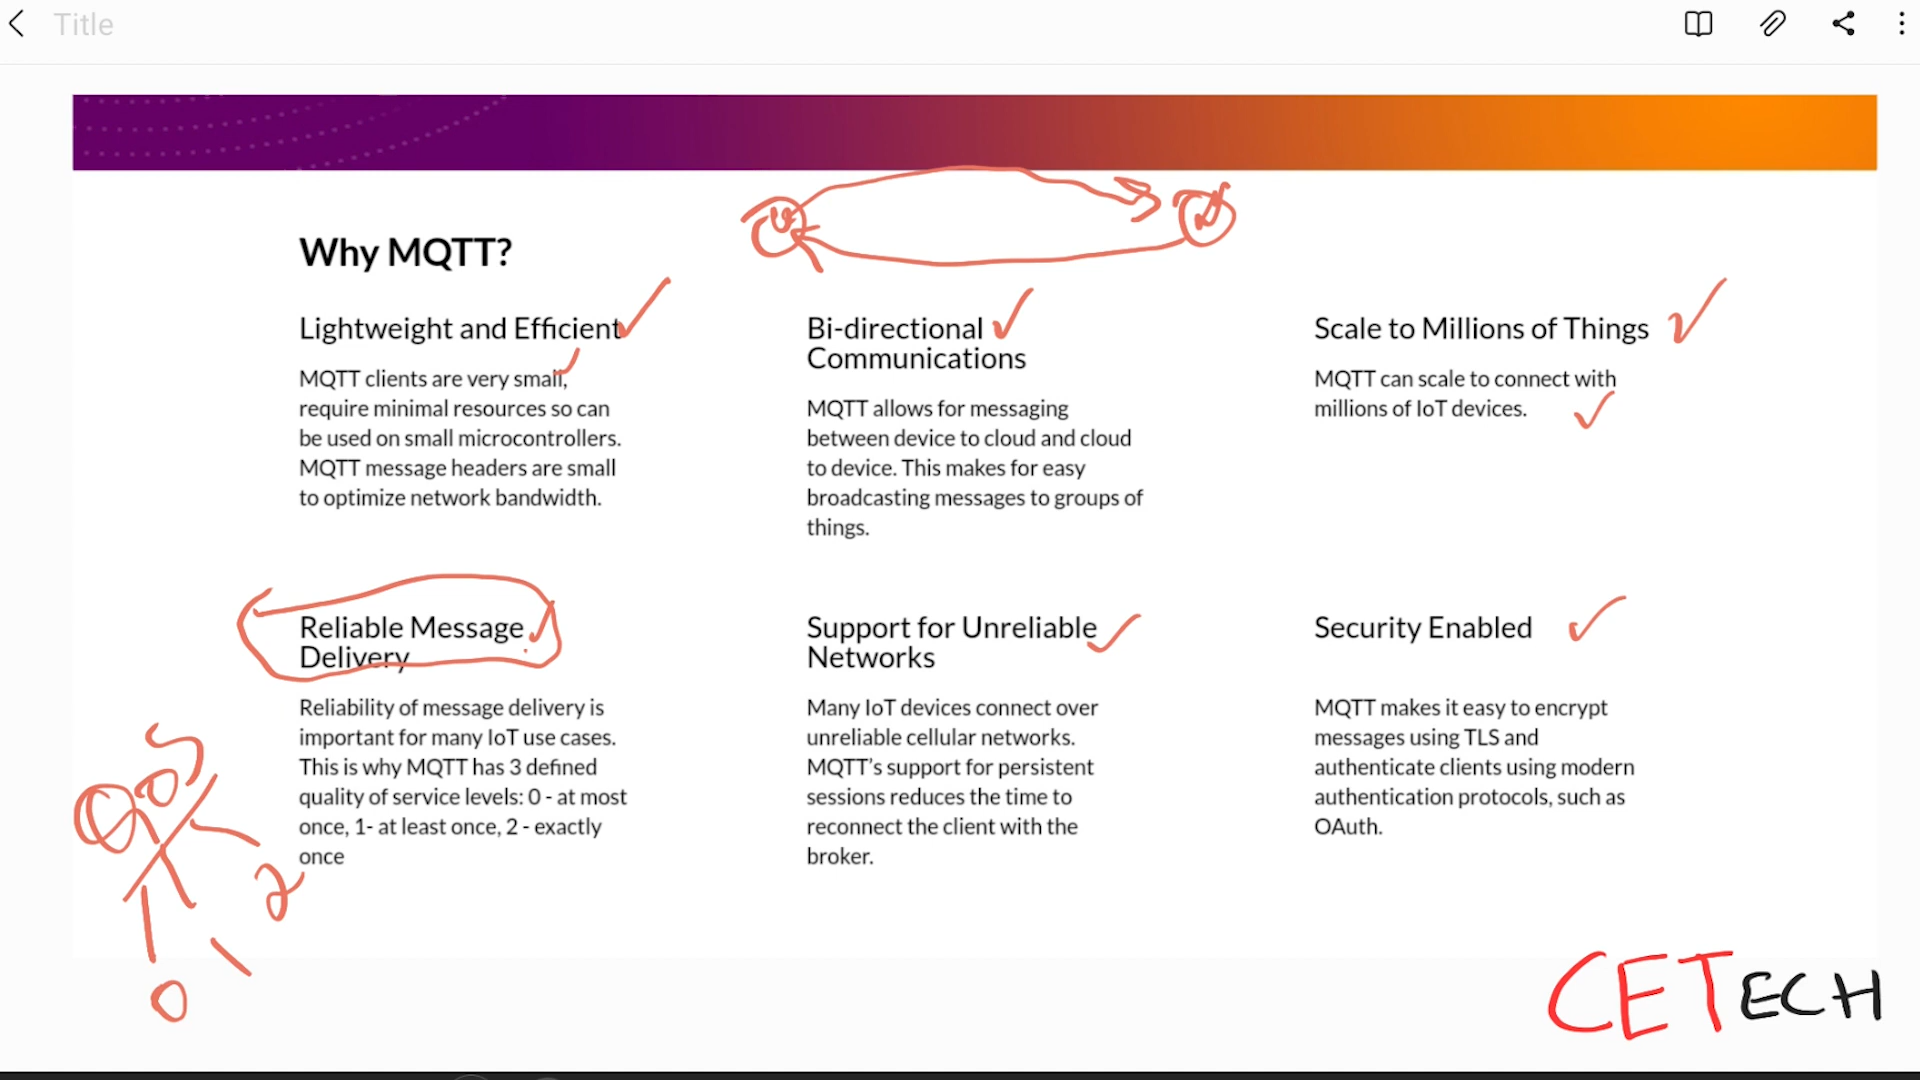 Title
Why MQTT?
Lightweight and Efficient
MQTT clients are very small,
require minimal resources so can
be used on small microcontrollers.
MQTT message headers are small
to optimize network bandwidth.
Bi-directional
Communications
MQTT allows for messaging
between device to cloud and cloud
to device. This makes for easy
broadcasting messages to groups of
things.
Scale to Millions of Things
MQTT can scale to connect with
millions of IoT devices.
Reliable Message
Delivery
Reliability of message delivery is
important for many IoT use cases.
This is why MQTT has 3 defined
quality of service levels: 0 - at most
once, 1- at least once, 2 - exactly
once
Support for Unreliable
Networks
Many IoT devices connect over
unreliable cellular networks.
MQTT's support for persistent
sessions reduces the time to
reconnect the client with the
broker.
Security Enabled
MQTT makes it easy to encrypt
messages using TLS and
authenticate clients using modern
authentication protocols, such as
OAuth.
QoS
0
1
2
CETECH